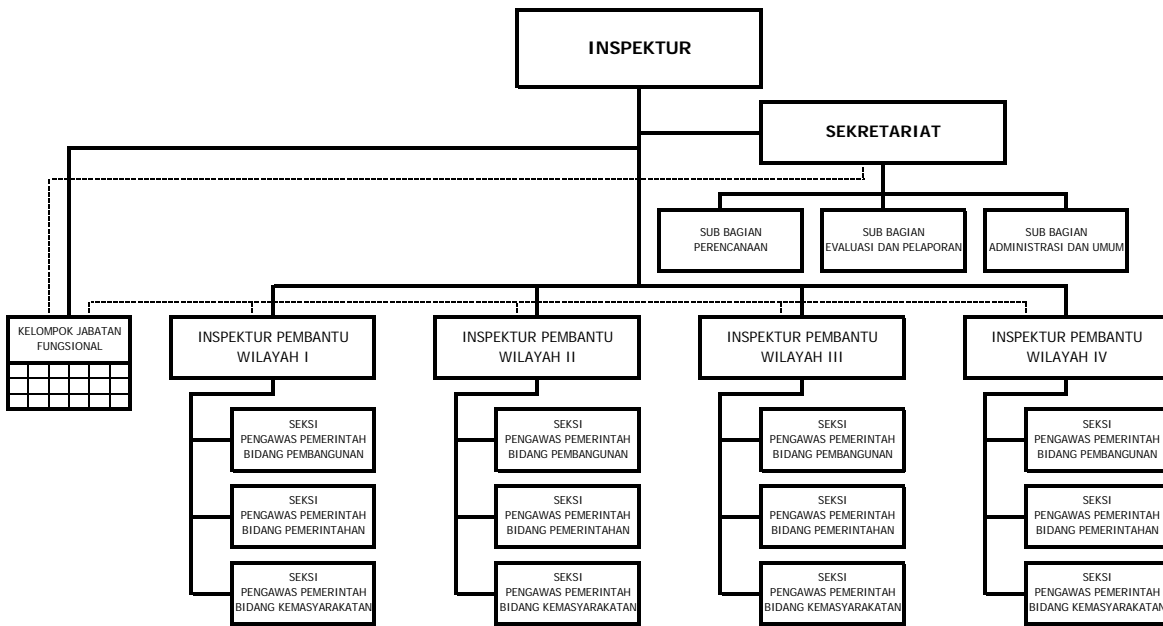 INSPEKTUR
SEKRETARIAT
SUB BAGIAN
PERENCANAAN
SUB BAGIAN
EVALUASI DAN PELAPORAN
SUB BAGIAN
ADMINISTRASI DAN UMUM
KELOMPOK JABATAN
FUNGSIONAL
INSPEKTUR PEMBANTU
WILAYAH I
INSPEKTUR PEMBANTU
WILAYAH II
INSPEKTUR PEMBANTU
WILAYAH III
INSPEKTUR PEMBANTU
WILAYAH IV
SEKSI
PENGAWAS PEMERINTAH
BIDANG PEMBANGUNAN
SEKSI
PENGAWAS PEMERINTAH
BIDANG PEMBANGUNAN
SEKSI
PENGAWAS PEMERINTAH
BIDANG PEMBANGUNAN
SEKSI
PENGAWAS PEMERINTAH
BIDANG PEMBANGUNAN
SEKSI
PENGAWAS PEMERINTAH
BIDANG PEMERINTAHAN
SEKSI
PENGAWAS PEMERINTAH
BIDANG PEMERINTAHAN
SEKSI
PENGAWAS PEMERINTAH
BIDANG PEMERINTAHAN
SEKSI
PENGAWAS PEMERINTAH
BIDANG PEMERINTAHAN
SEKSI
PENGAWAS PEMERINTAH
BIDANG KEMASYARAKATAN
SEKSI
PENGAWAS PEMERINTAH
BIDANG KEMASYARAKATAN
SEKSI
PENGAWAS PEMERINTAH
BIDANG KEMASYARAKATAN
SEKSI
PENGAWAS PEMERINTAH
BIDANG KEMASYARAKATAN